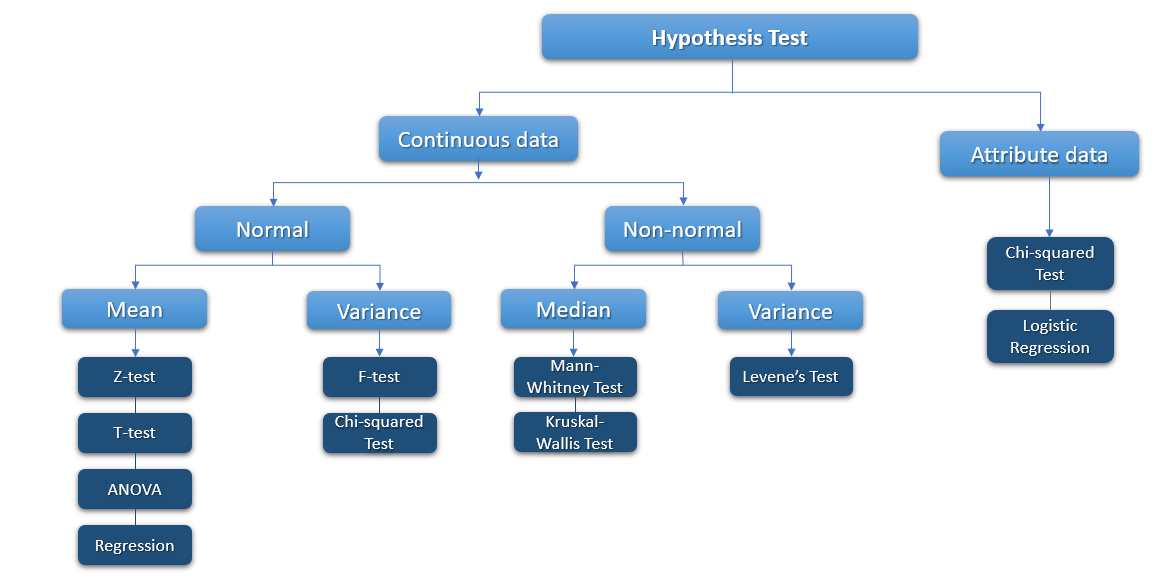 Hypothesis Test
Continuous data
Attribute data
Normal
Non-normal
Mean
Variance
Median
Variance
Z-test
T-test
ANOVA
Regression
F-test
Chi-squared
Test
Mann-
Whitney Test
Kruskal-
Wallis Test
Levene’s Test
Chi-squared
Test
Logistic
Regression